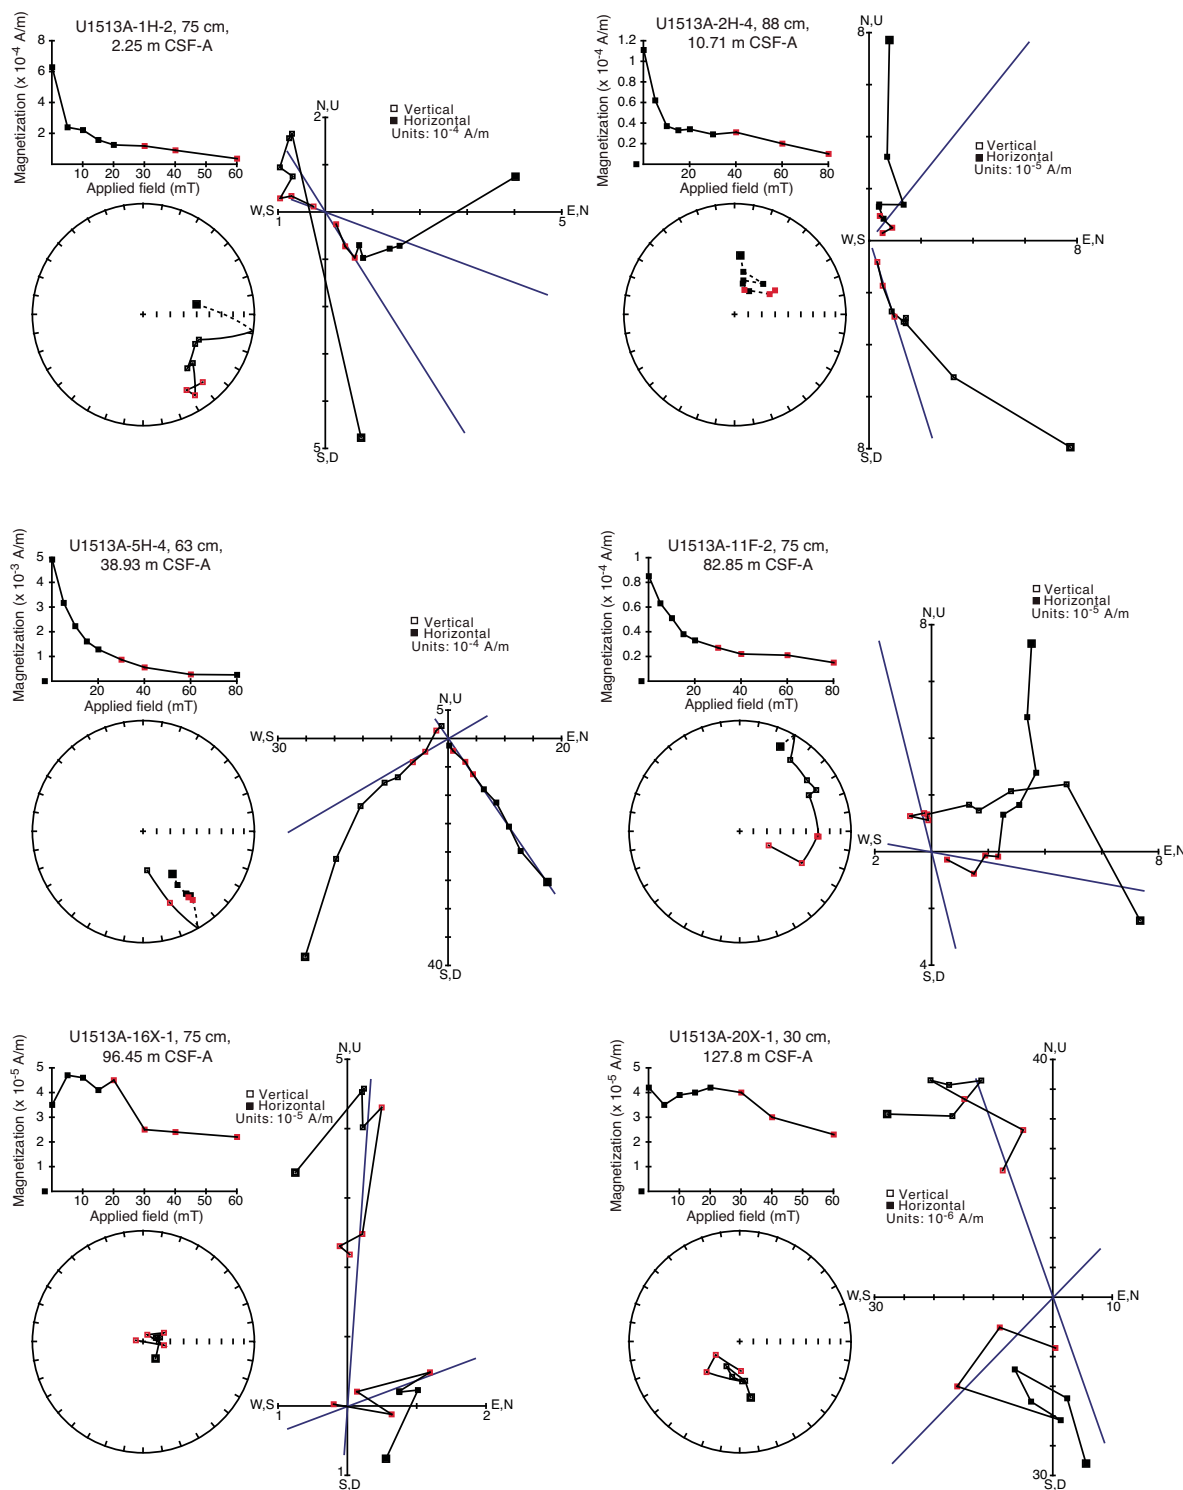 U1513A-1H-2, 75 cm,
2.25 m CSF-A
Magnetization (x 10-4 A/m)
8
6
4
2
10 20 30 40 50 60
Applied field (mT)
N,U
2
Vertical
Horizontal
Units: 10-4 A/m
W,S
1
E,N
5
5
S,D
U1513A-2H-4, 88 cm,
10.71 m CSF-A
Magnetization (x 10-4 A/m)
1.2
1
0.8
0.6
0.4
0.2
20 40 60 80
Applied field (mT)
N,U
8
Vertical
Horizontal
Units: 10-5 A/m
W,S
E,N
8
8
S,D
U1513A-5H-4, 63 cm,
38.93 m CSF-A
Magnetization (x 10-3 A/m)
5
4
3
2
1
20 40 60 80
Applied field (mT)
Vertical
Horizontal
Units: 10-4 A/m
N,U
5
W,S
30
E,N
20
40
S,D
U1513A-11F-2, 75 cm,
82.85 m CSF-A
Magnetization (x 10-4 A/m)
1
0.8
0.6
0.4
0.2
20 40 60 80
Applied field (mT)
Vertical
Horizontal
Units: 10-5 A/m
N,U
8
W,S
2
E,N
8
4
S,D
U1513A-16X-1, 75 cm,
96.45 m CSF-A
Magnetization (x 10-5 A/m)
5
4
3
2
1
10 20 30 40 50 60
Applied field (mT)
N,U
5
Vertical
Horizontal
Units: 10-5 A/m
W,S
1
E,N
2
1
S,D
U1513A-20X-1, 30 cm,
127.8 m CSF-A
Magnetization (x 10-5 A/m)
5
4
3
2
1
10 20 30 40 50 60
Applied field (mT)
N,U
40
Vertical
Horizontal
Units: 10-6 A/m
W,S
30
E,N
10
30
S,D